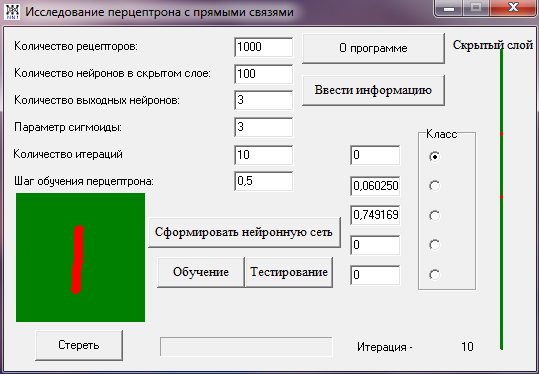 Исследование перцептрона с прямыми связями
Количество рецепторов: 1000
О программе
Скрытый слой
Количество нейронов в скрытом слое: 100
Ввести информацию
Количество выходных нейронов: 3
Параметр сигмоиды: 3
Класс
Количество итераций 10
0
Шаг обучения перцептрона: 0,5
0,060250
0,749169
Сформировать нейронную сеть
0
Обучение
Тестирование
0
Стереть
Итерация - 10